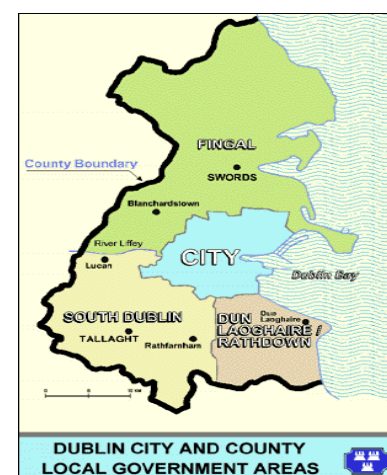 FINGAL
SWORDS
County Boundary
Blanchardstown
River Liffey
CITY
Lucan
Dublin Bay
SOUTH DUBLIN
TALLAGHT
Rathfarnham
DUN
LAOGHAIRE /
RATHDOWN
Dun
Laoghaire
0
10
DUBLIN CITY AND COUNTY
LOCAL GOVERNMENT AREAS